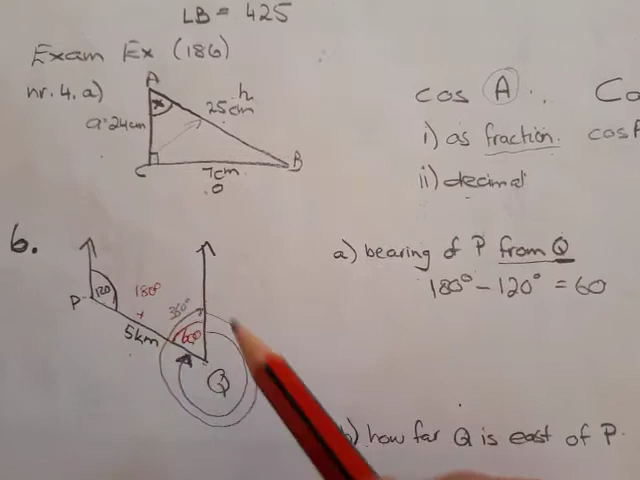 LB = 425
Exam Ex (186)
nr. 4. a)
A
x
h
25cm
a = 24cm
C
B
7cm
o
cos A
i) as fraction.
cos
ii) decimal
6.
P
120
180°
360°
60°
5km
Q
a) bearing of P from Q
180° - 120° = 60
b) how far Q is east of P.